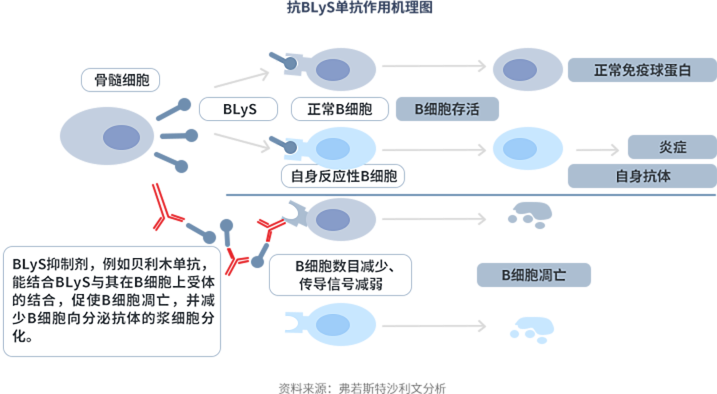 抗BLyS单抗作用机理图
骨髓细胞
BLyS
正常B细胞
B细胞存活
正常免疫球蛋白
自身反应性B细胞
炎症
自身抗体
BLyS抑制剂，例如贝利木单抗，
能结合BLyS与其在B细胞上受体
的结合，促使B细胞凋亡，并减
少B细胞向分泌抗体的浆细胞分
化。
B细胞数目减少、
传导信号减弱
B细胞凋亡
资料来源：弗若斯特沙利文分析